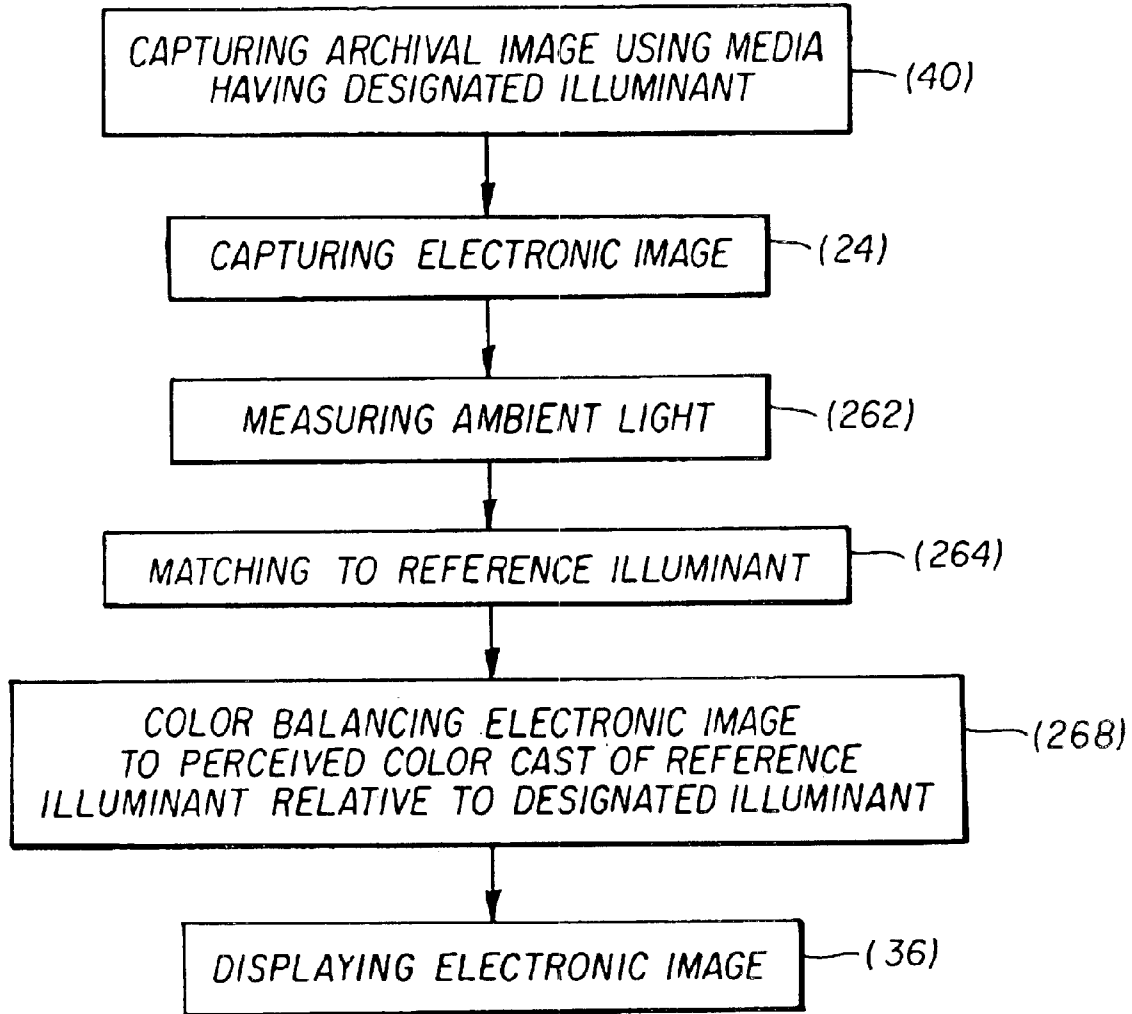 CAPTURING ARCHIVAL IMAGE USING MEDIA
HAVING DESIGNATED ILLUMINANT
(40)
CAPTURING ELECTRONIC IMAGE
(24)
MEASURING AMBIENT LIGHT
(262)
MATCHING TO REFERENCE ILLUMINANT
(264)
COLOR BALANCING ELECTRONIC IMAGE
TO PERCEIVED COLOR CAST OF REFERENCE
ILLUMINANT RELATIVE TO DESIGNATED ILLUMINANT
(268)
DISPLAYING ELECTRONIC IMAGE
(36)